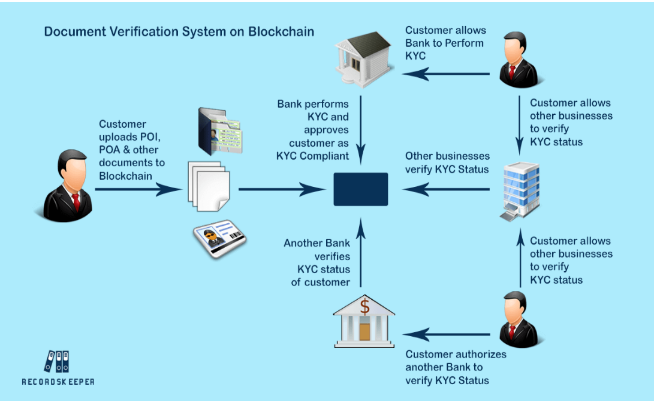 Document Verification System on Blockchain
Customer allows
Bank to Perform
KYC
Bank performs
KYC and
approves
customer as
KYC Compliant
Customer allows
other businesses
to verify
KYC status
Customer
uploads POI,
POA & other
documents to
Blockchain
Other businesses
verify KYC Status
Another Bank
verifies
KYC status
of customer
Customer allows
other businesses
to verify
KYC status
$
Customer authorizes
another Bank to
verify KYC Status
RECORDSKEEPER